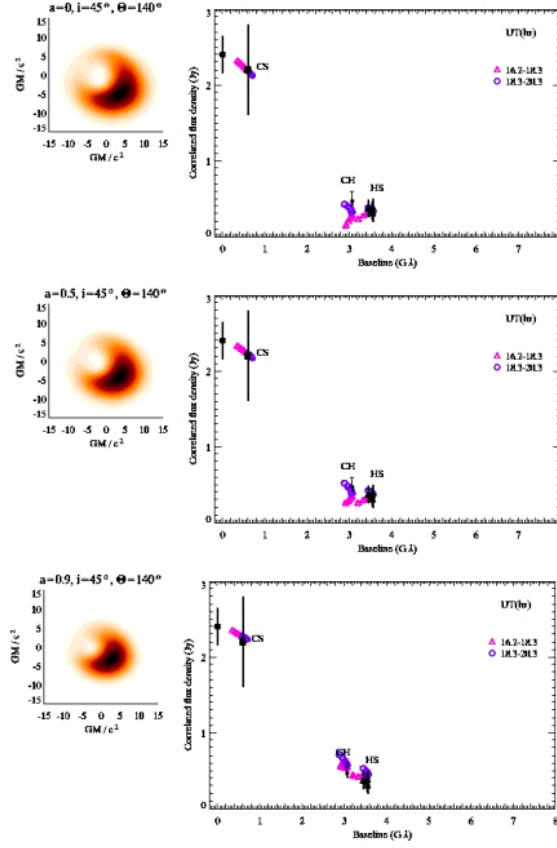 a=0, i=45°, Θ=140°
15
10
5
0
-5
-10
-15
GM / c²
-15 -10 -5 0 5 10 15
GM / c²
3
2
1
0
Correlated flux density (Jy)
UT(hr)
16.2-18.3
18.3-20.3
CS
CH
HS
0 1 2 3 4 5 6 7
Baseline (G λ)
a=0.5, i=45°, Θ=140°
15
10
5
0
-5
-10
-15
GM / c²
-15 -10 -5 0 5 10 15
GM / c²
3
2
1
0
Correlated flux density (Jy)
UT(hr)
16.2-18.3
18.3-20.3
CS
CH
HS
0 1 2 3 4 5 6 7
Baseline (G λ)
a=0.9, i=45°, Θ=140°
15
10
5
0
-5
-10
-15
GM / c²
-15 -10 -5 0 5 10 15
GM / c²
3
2
1
0
Correlated flux density (Jy)
UT(hr)
16.2-18.3
18.3-20.3
CS
CH
HS
0 1 2 3 4 5 6 7 8
Baseline (G λ)